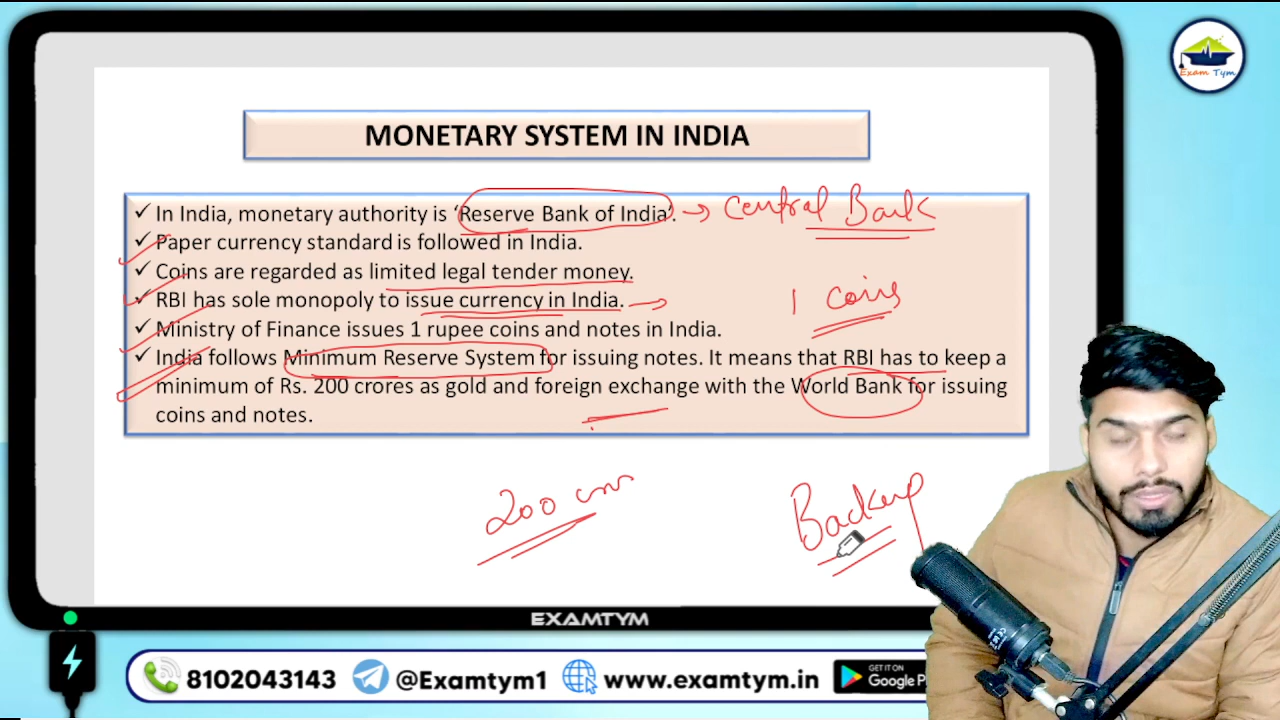 Exam Tym
MONETARY SYSTEM IN INDIA
✓ In India, monetary authority is ‘Reserve Bank of India’. → Central Bank
✓ Paper currency standard is followed in India.
✓ Coins are regarded as limited legal tender money.
✓ RBI has sole monopoly to issue currency in India. →
1 coins
✓ Ministry of Finance issues 1 rupee coins and notes in India.
✓ India follows Minimum Reserve System for issuing notes. It means that RBI has to keep a
minimum of Rs. 200 crores as gold and foreign exchange with the World Bank for issuing
coins and notes.
200
Backup
EXAMTYM
8102043143 @Examtym1 www.examtym.in GET IT ON
Google